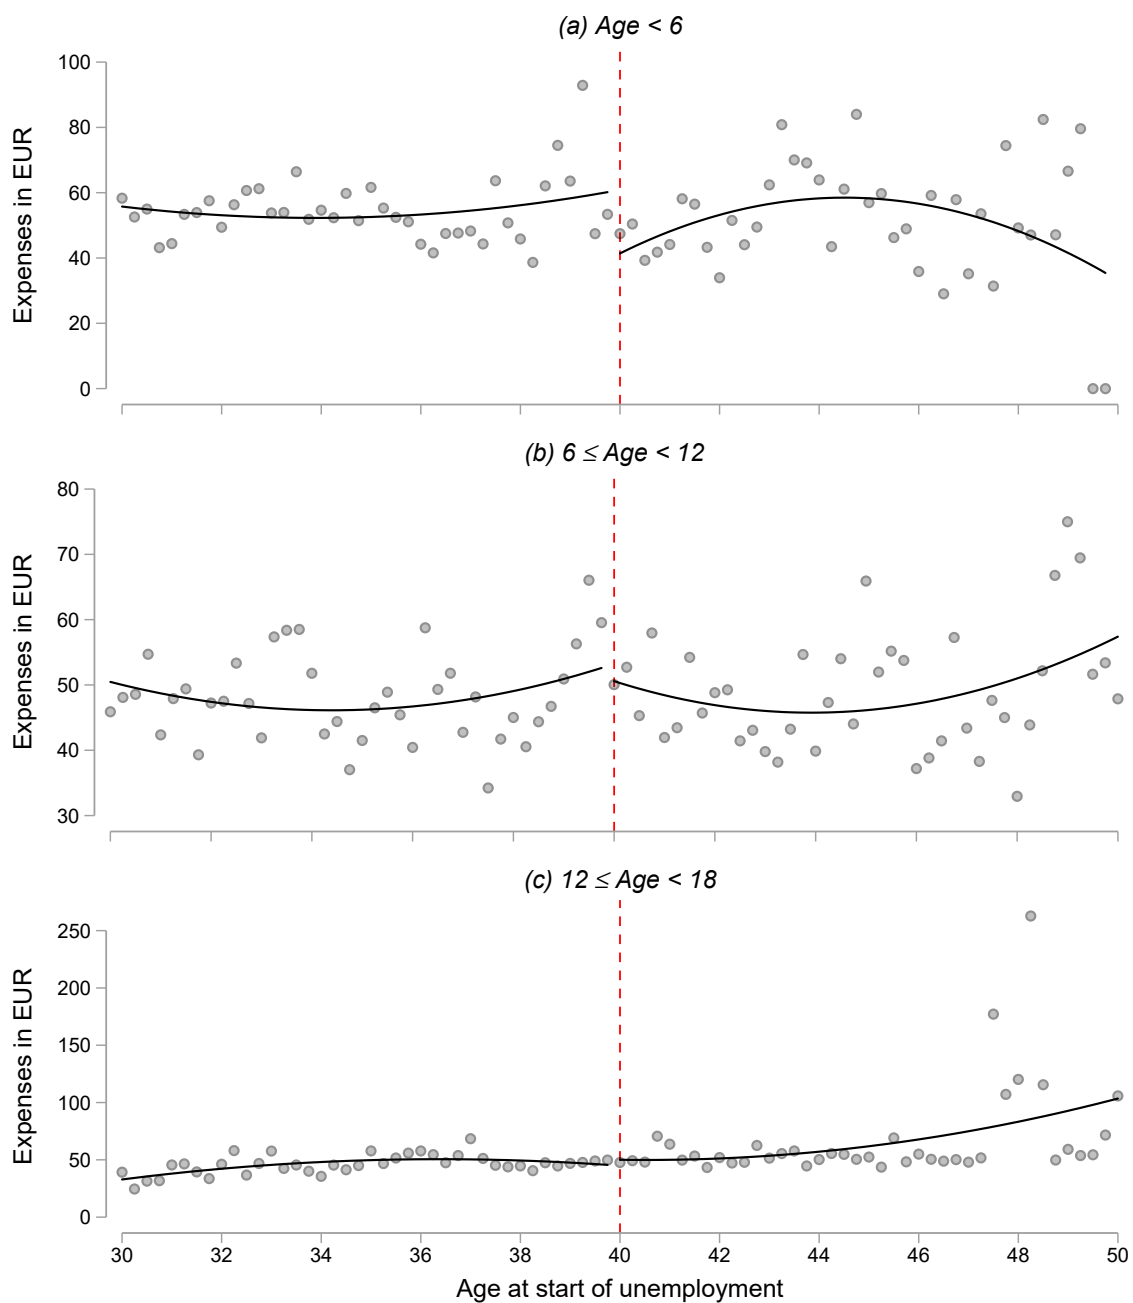 (a) Age < 6
Expenses in EUR
100
80
60
40
20
0
(b) 6 ≤ Age < 12
Expenses in EUR
80
70
60
50
40
30
(c) 12 ≤ Age < 18
Expenses in EUR
250
200
150
100
50
0
30 32 34 36 38 40 42 44 46 48 50
Age at start of unemployment